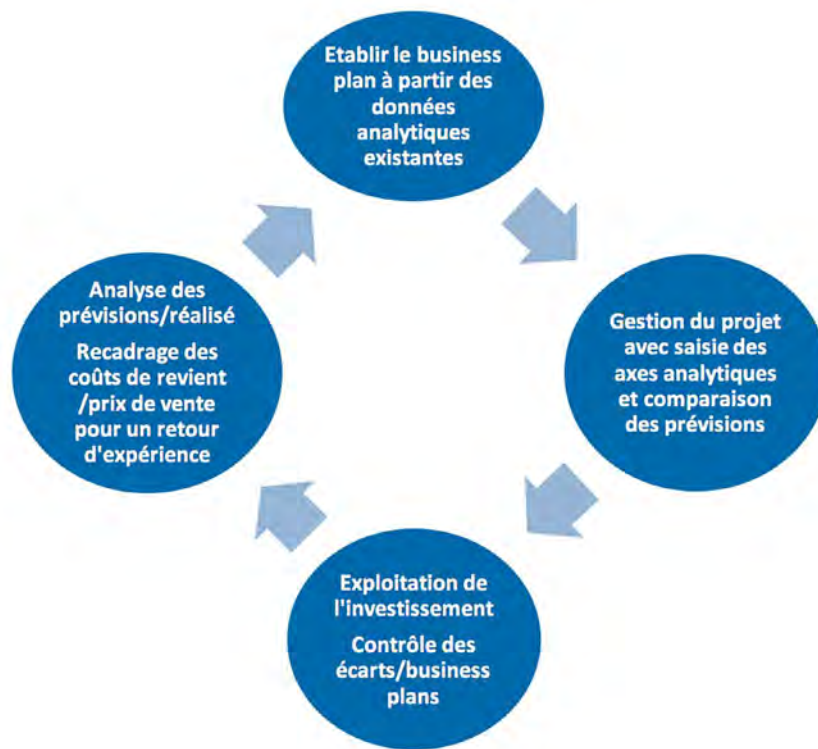 Etablir le business
plan à partir des
données
analytiques
existantes
Gestion du projet
avec saisie des
axes analytiques
et comparaison
des prévisions
Exploitation de
l'investissement
Contrôle des
écarts/business
plans
Analyse des
prévisions/réalisé
Recadrage des
coûts de revient
/prix de vente
pour un retour
d'expérience